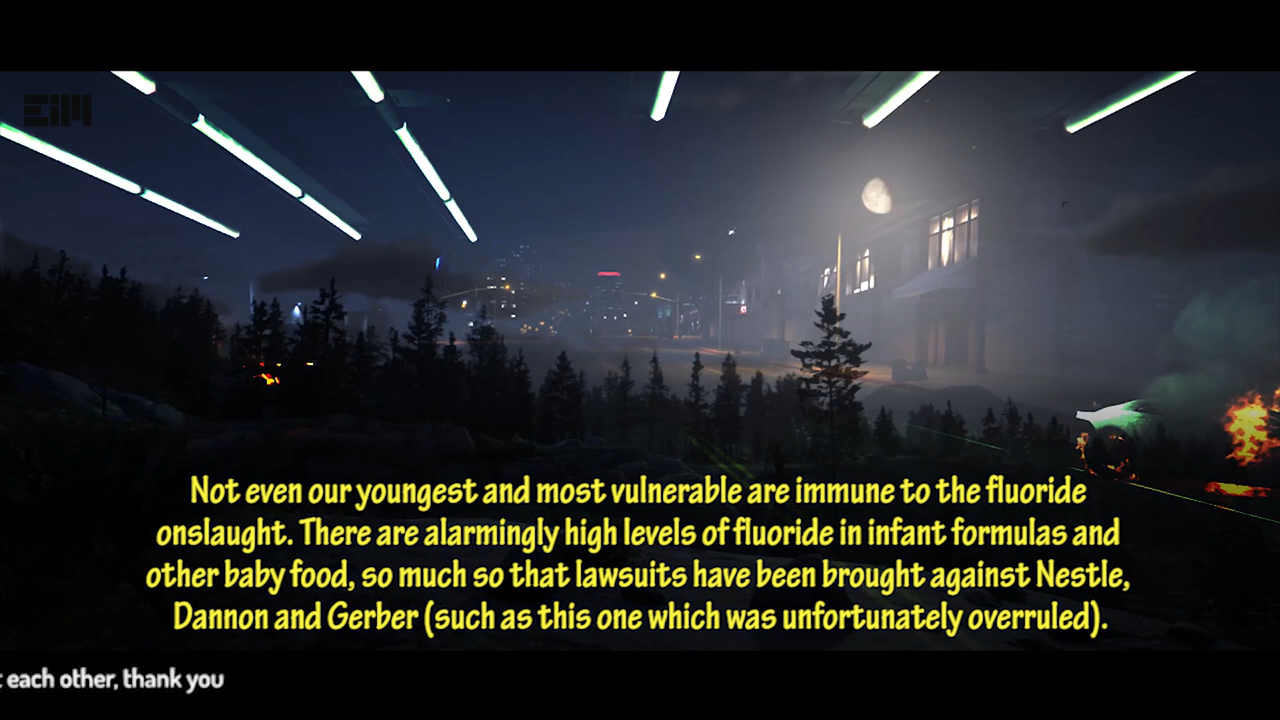 EIM
Not even our youngest and most vulnerable are immune to the fluoride
onslaught. There are alarmingly high levels of fluoride in infant formulas and
other baby food, so much so that lawsuits have been brought against Nestle,
Dannon and Gerber (such as this one which was unfortunately overruled).
each other, thank you